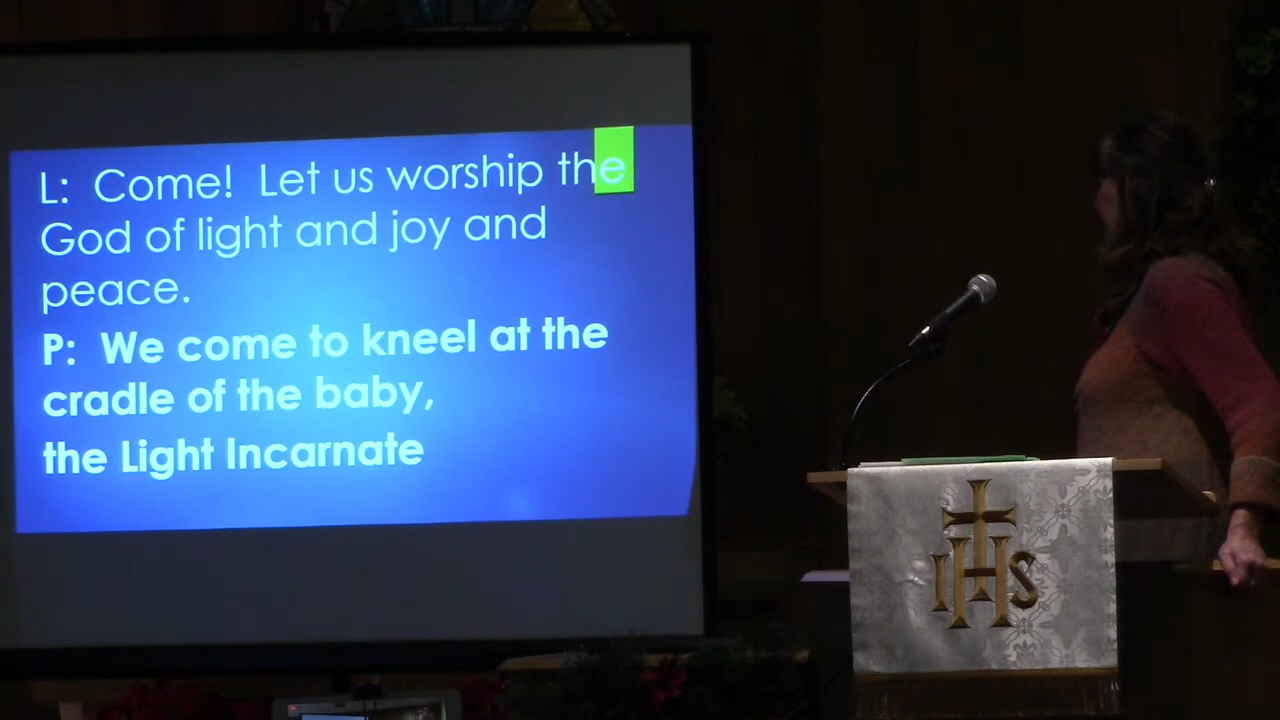 L:  Come!  Let us worship the
God of light and joy and
peace.
P:  We come to kneel at the
cradle of the baby,
the Light Incarnate
IHS